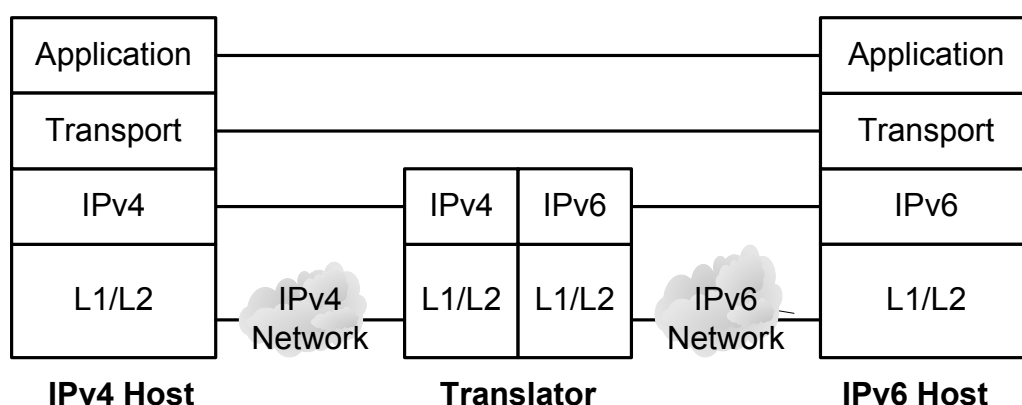 Application
Application
Transport
Transport
IPv4
IPv4
IPv6
IPv6
L1/L2
IPv4
Network
L1/L2
L1/L2
IPv6
Network
L1/L2
IPv4 Host
Translator
IPv6 Host